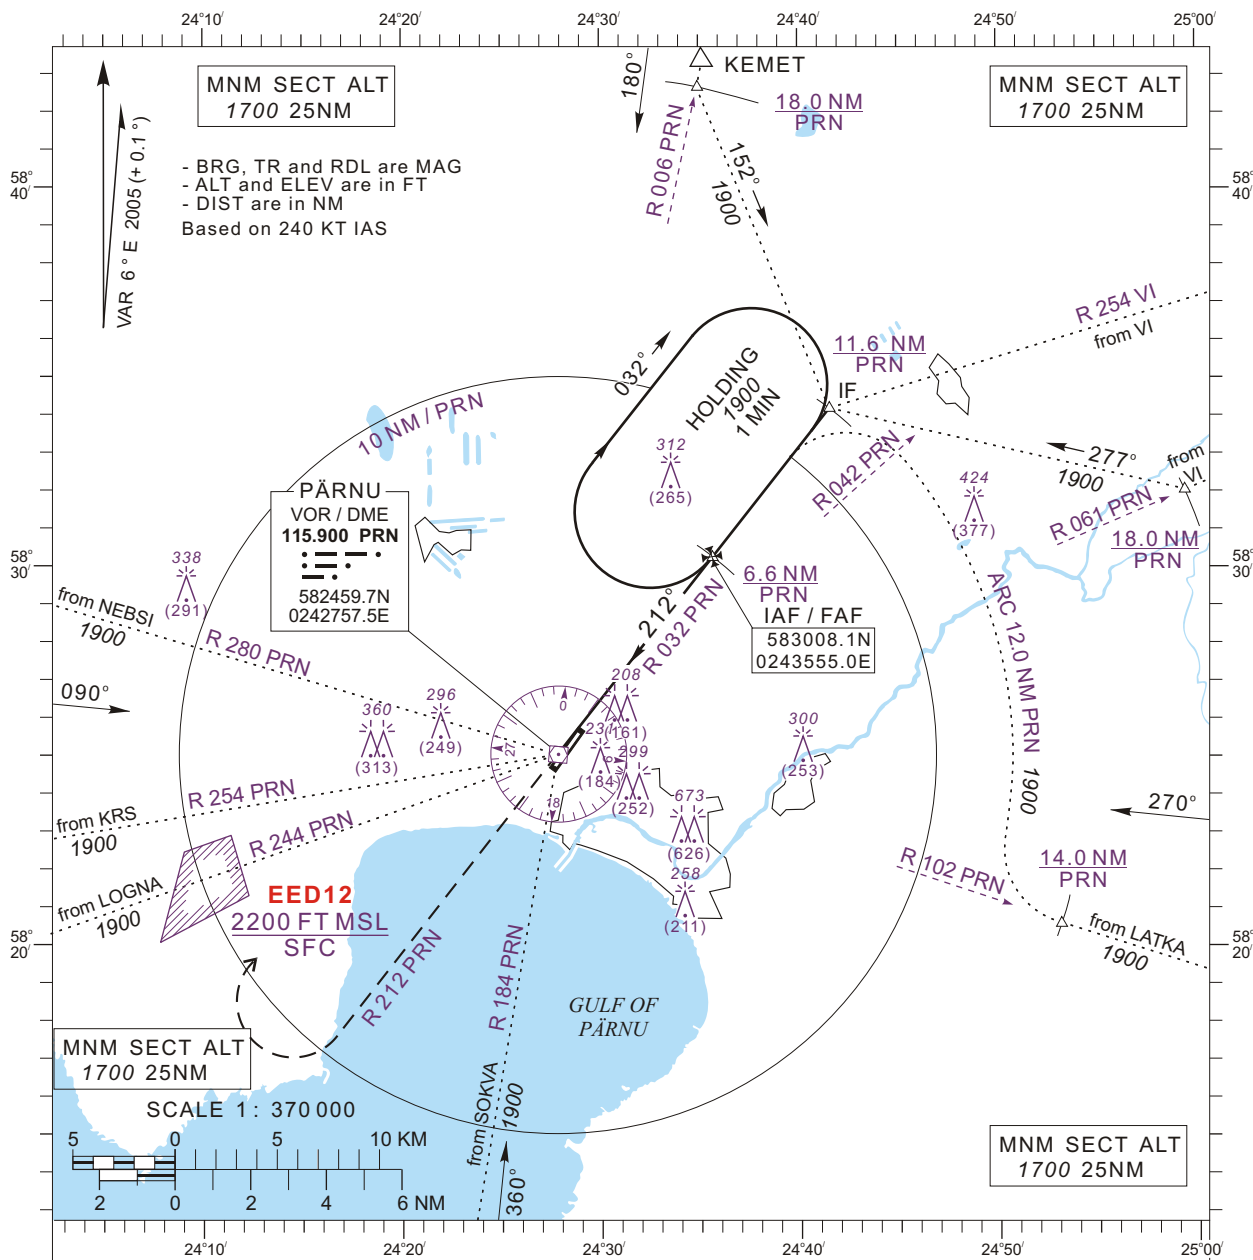 24°10′ 24°20′ 24°30′ 24°40′ 24°50′ 25°00′
MNM SECT ALT
1700 25NM
180°
KEMET
18.0 NM
PRN
MNM SECT ALT
1700 25NM
VAR 6° E 2005 (+ 0.1°)
- BRG, TR and RDL are MAG
- ALT and ELEV are in FT
- DIST are in NM
Based on 240 KT IAS
R 006 PRN
152°
1900
58°
40′
58°
40′
R 254 VI
from VI
11.6 NM
PRN
IF
032°
HOLDING
1900
1 MIN
10 NM / PRN
312
(265)
R 042 PRN
277°
1900
from
VI
424
(377)
R 061 PRN
18.0 NM
PRN
PÄRNU
VOR / DME
115.900 PRN
582459.7N
0242757.5E
338
(291)
58°
30′
58°
30′
6.6 NM
PRN
IAF / FAF
583008.1N
0243555.0E
212°
R 032 PRN
ARC 12.0 NM PRN
1900
from NEBSI
1900
R 280 PRN
090°
296
(249)
360
(313)
208
(161)
231
(184)
299
(252)
300
(253)
673
(626)
258
(211)
0
9
18
27
270°
R 254 PRN
from KRS
1900
R 244 PRN
from LOGNA
1900
EED12
2200 FT MSL
SFC
R 102 PRN
14.0 NM
PRN
from LATKA
1900
58°
20′
58°
20′
R 212 PRN
R 184 PRN
GULF OF
PÄRNU
from SOKVA
1900
360°
MNM SECT ALT
1700 25NM
SCALE 1 : 370 000
5 0 5 10 KM
2 0 2 4 6 NM
MNM SECT ALT
1700 25NM
24°10′ 24°20′ 24°30′ 24°40′ 24°50′ 25°00′